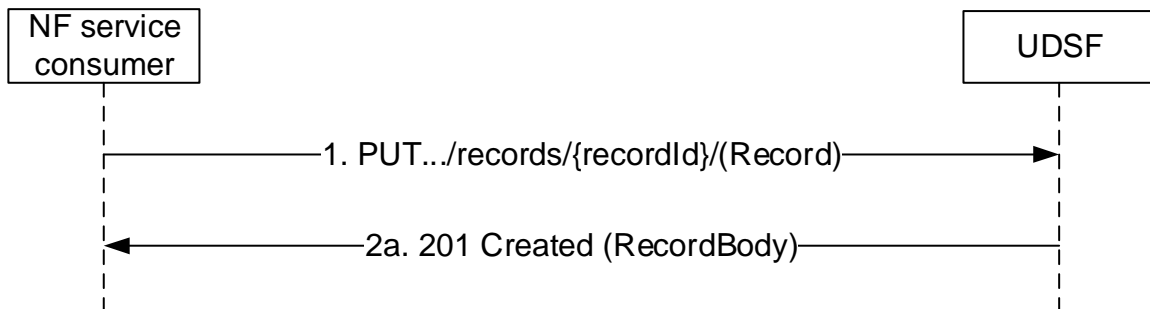 NF service
consumer
UDSF
1. PUT.../records/{recordId}/(Record)
2a. 201 Created (RecordBody)